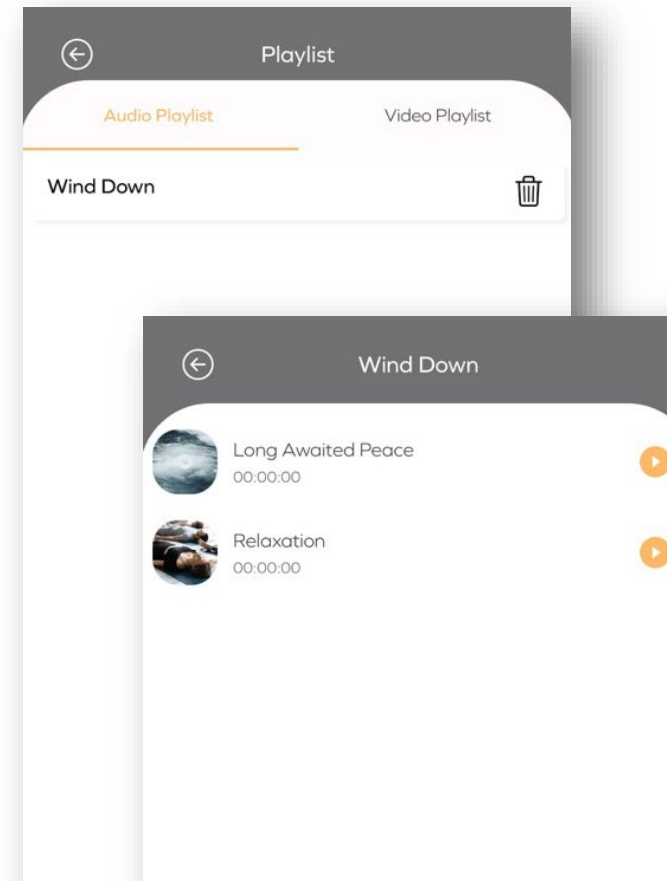 Playlist
Audio Playlist Video Playlist
Wind Down
Wind Down
Long Awaited Peace
00:00:00
Relaxation
00:00:00